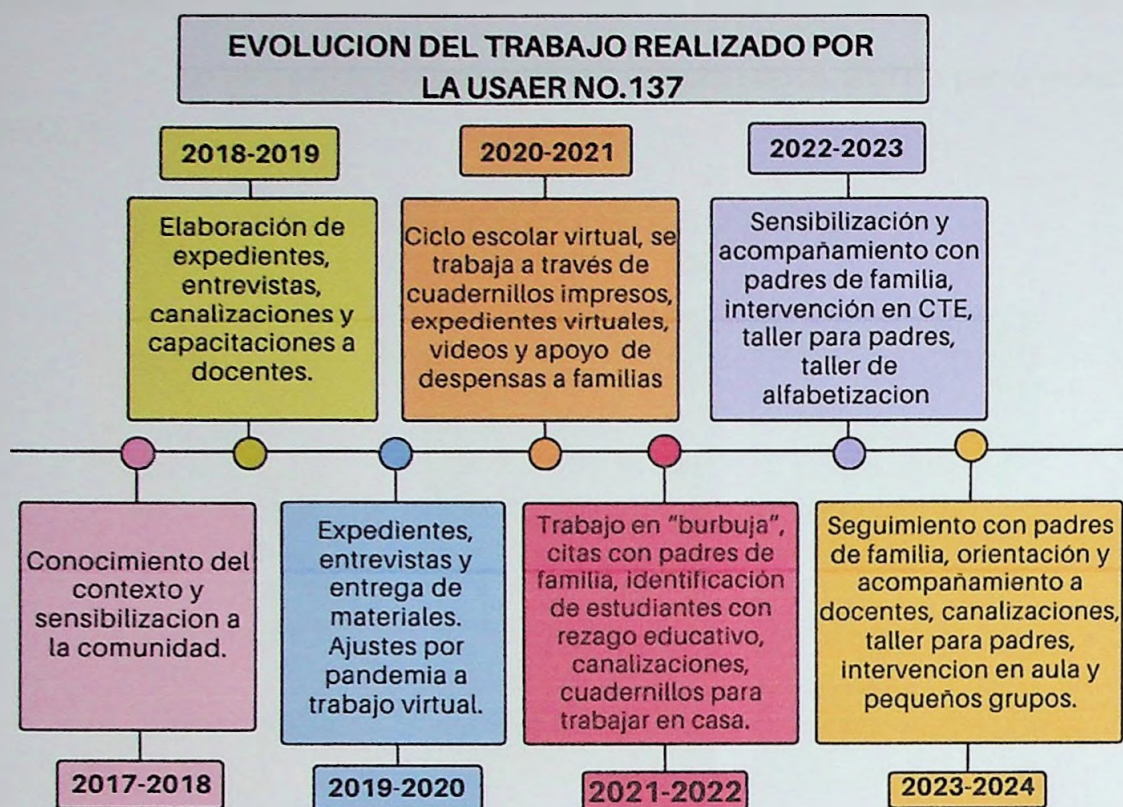 EVOLUCION DEL TRABAJO REALIZADO POR
LA USAER NO.137
2018-2019
Elaboración de
expedientes,
entrevistas,
canalizaciones y
capacitaciones a
docentes.
2020-2021
Ciclo escolar virtual, se
trabaja a través de
cuadernillos impresos,
expedientes virtuales,
videos y apoyo de
despensas a familias
2022-2023
Sensibilización y
acompañamiento con
padres de familia,
intervención en CTE,
taller para padres,
taller de
alfabetizacion
Conocimiento del
contexto y
sensibilizacion a
la comunidad.
2017-2018
Expedientes,
entrevistas y
entrega de
materiales.
Ajustes por
pandemia a
trabajo virtual.
2019-2020
Trabajo en “burbuja”,
citas con padres de
familia, identificación
de estudiantes con
rezago educativo,
canalizaciones,
cuadernillos para
trabajar en casa.
2021-2022
Seguimiento con padres
de familia, orientación y
acompañamiento a
docentes, canalizaciones,
taller para padres,
intervencion en aula y
pequeños grupos.
2023-2024